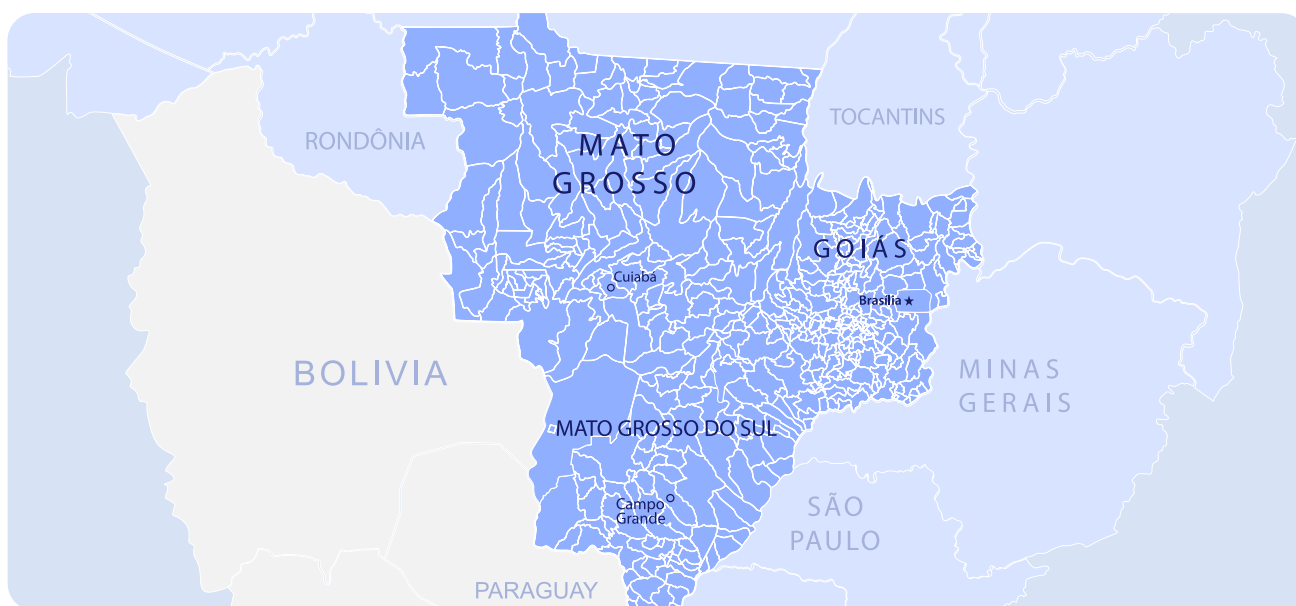 TOCANTINS
RONDÔNIA
MATO
GROSSO
GOIÁS
Cuiabá
Brasília
BOLIVIA
MINAS
GERAIS
MATO GROSSO DO SUL
Campo
Grande
SÃO
PAULO
PARAGUAY